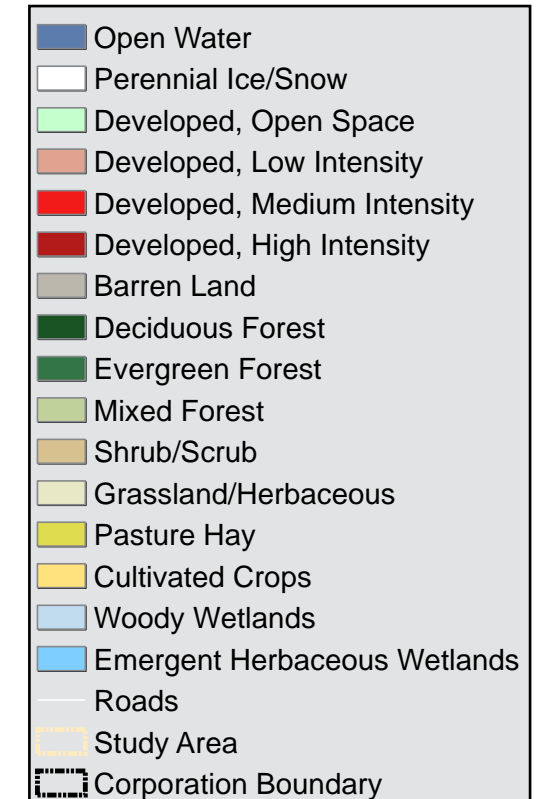 Open Water
Perennial Ice/Snow
Developed, Open Space
Developed, Low Intensity
Developed, Medium Intensity
Developed, High Intensity
Barren Land
Deciduous Forest
Evergreen Forest
Mixed Forest
Shrub/Scrub
Grassland/Herbaceous
Pasture Hay
Cultivated Crops
Woody Wetlands
Emergent Herbaceous Wetlands
Roads
Study Area
Corporation Boundary